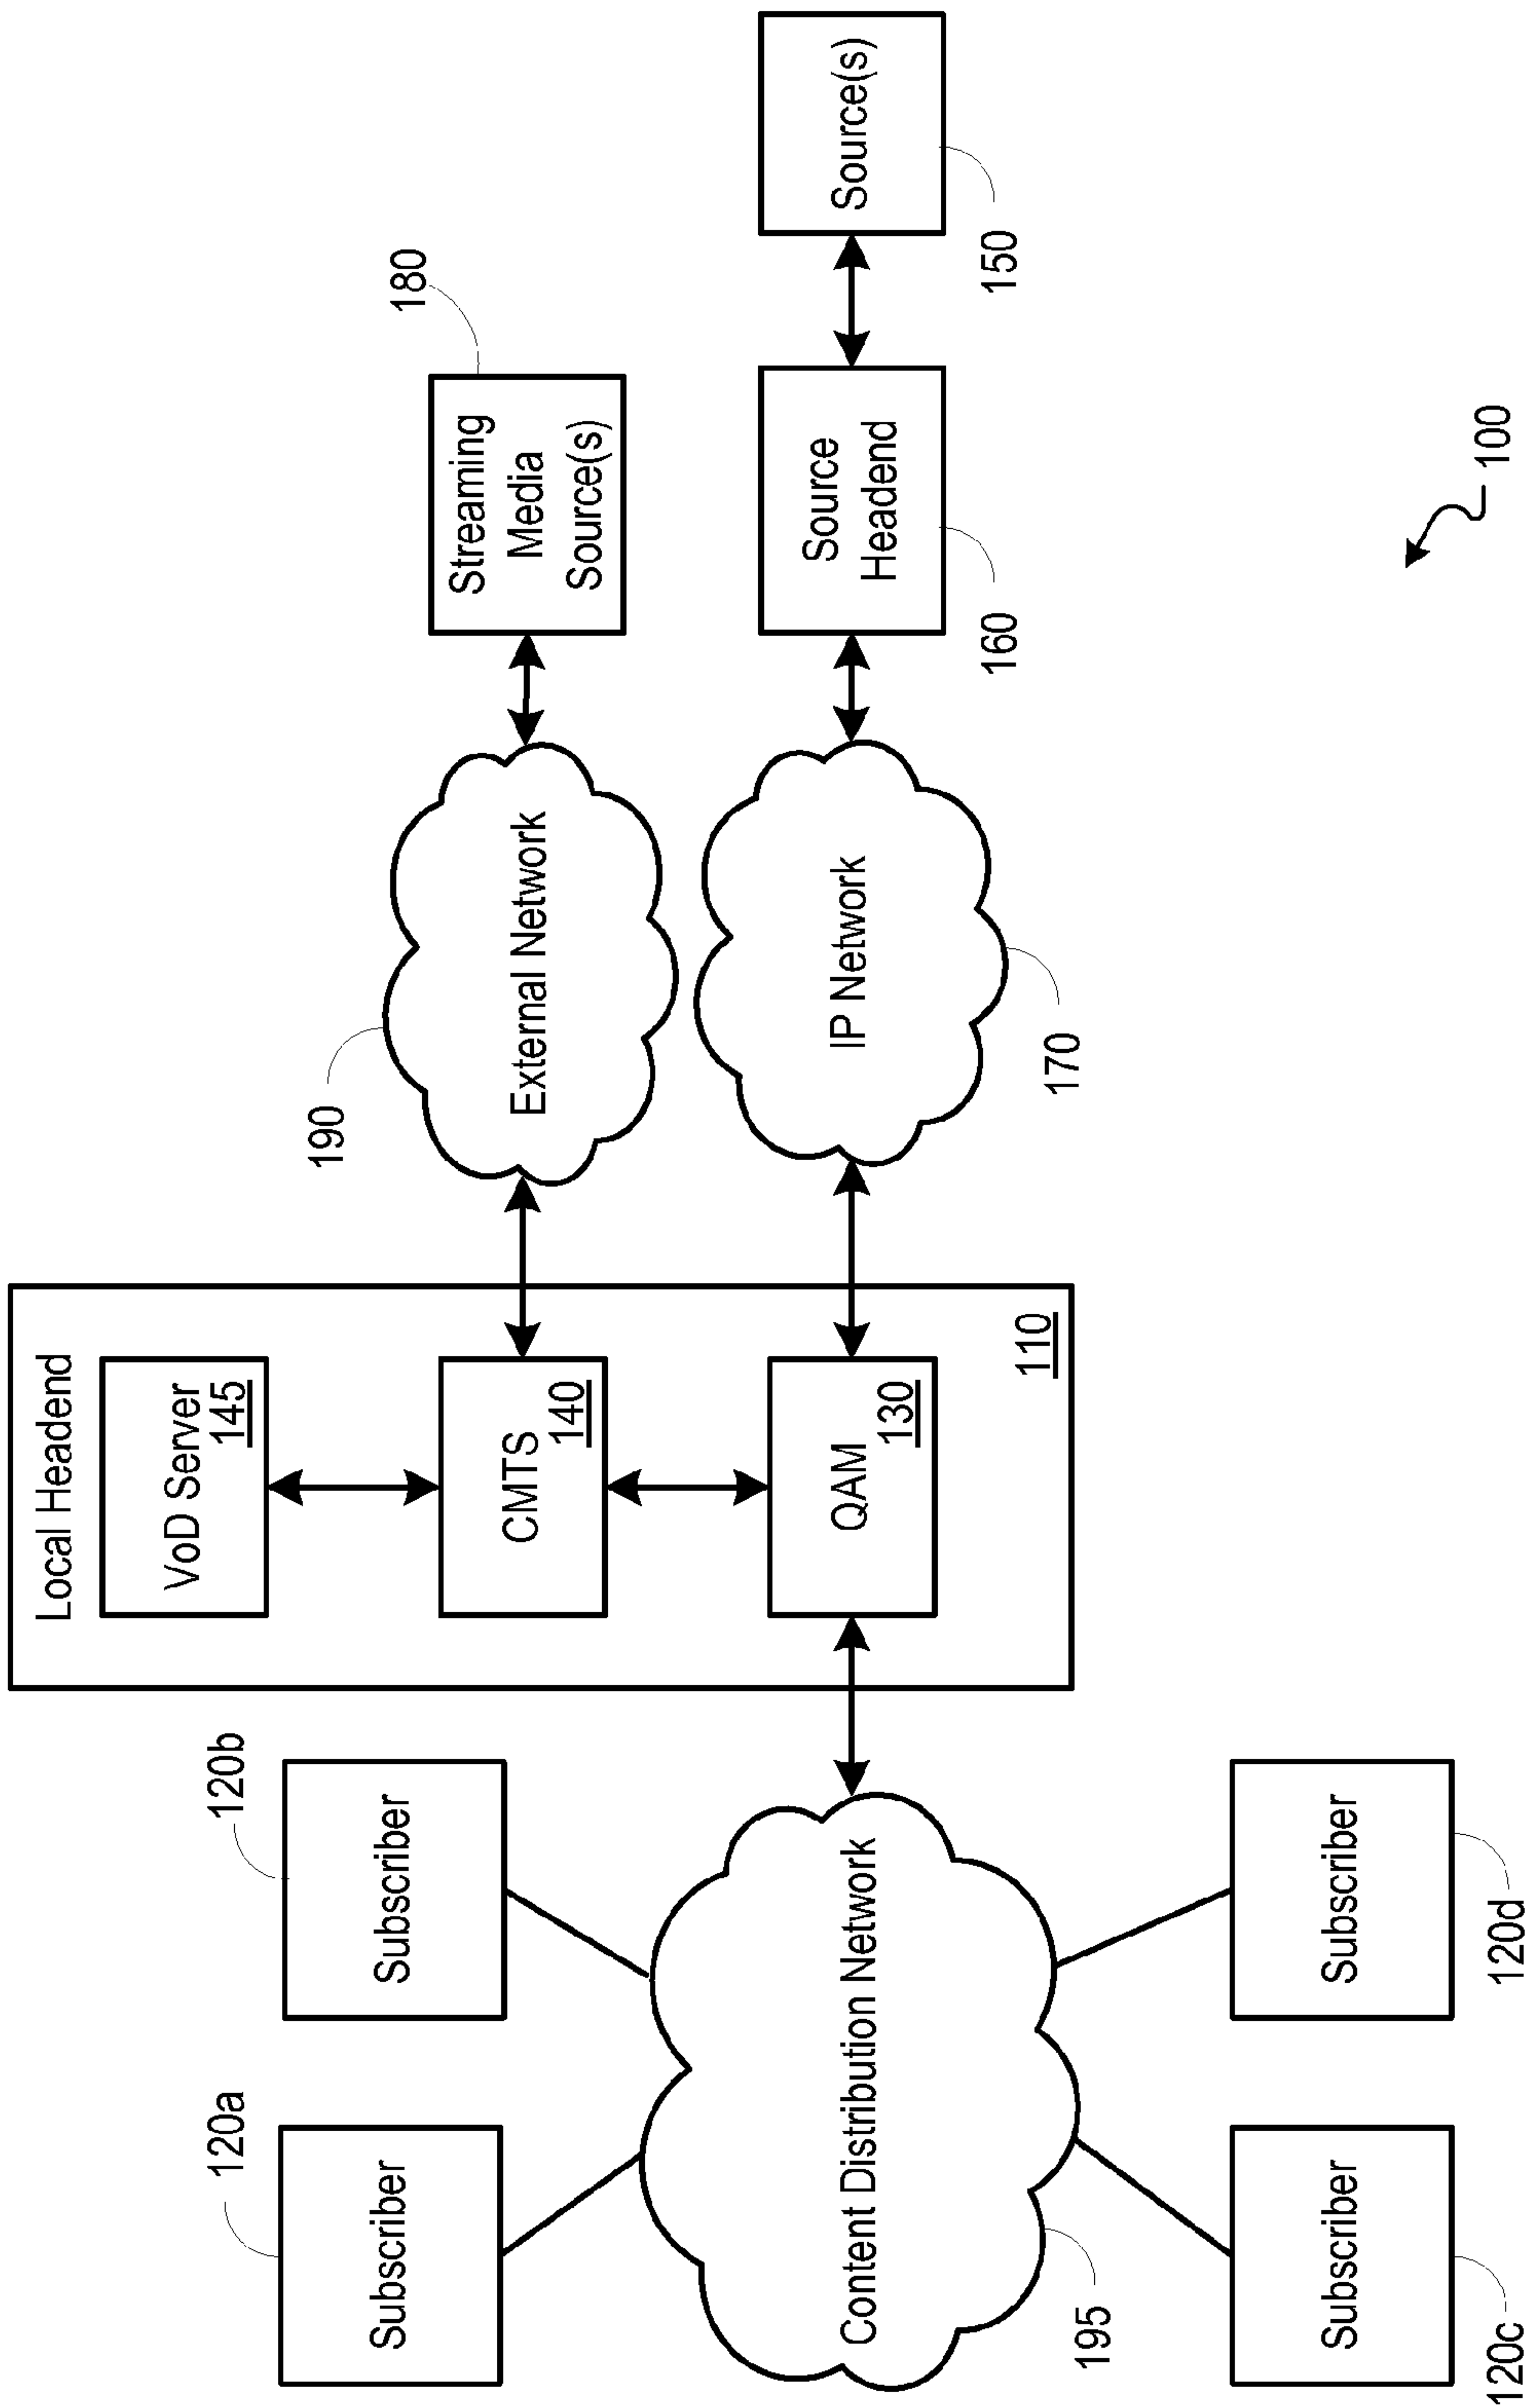 120a
120b
Subscriber
Subscriber
Content Distribution Network
195
Subscriber
Subscriber
120c
120d
Local Headend
VoD Server
145
CMTS
140
QAM
130
110
190
External Network
IP Network
170
180
Streaming
Media
Source(s)
Source
Headend
160
Source(s)
150
100